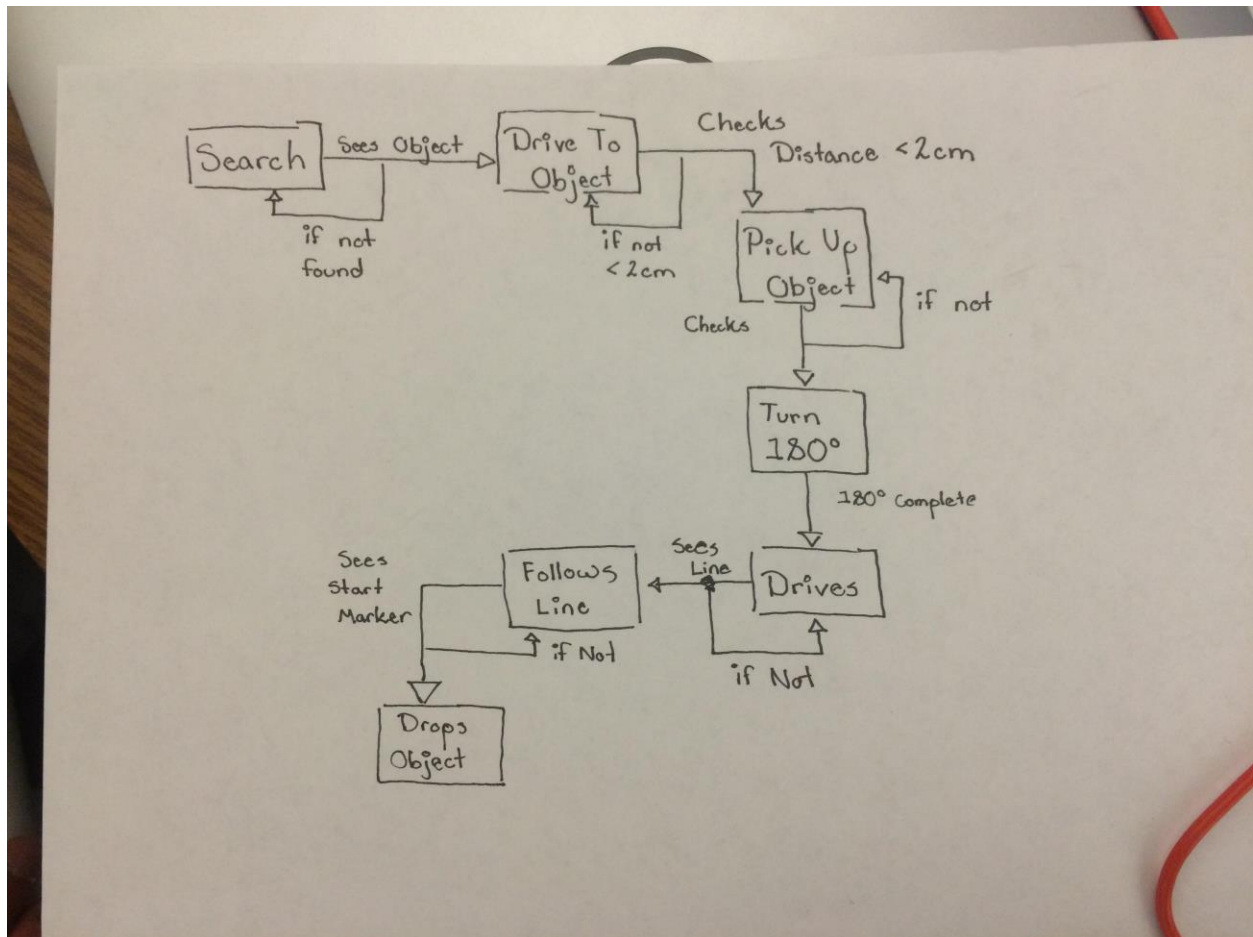 Search
Sees Object
if not
found
Drive To
Object
if not
<2cm
Checks
Distance <2cm
Pick Up
Object
if not
Checks
Turn
180°
180° Complete
Drives
Sees
Line
if Not
Follows
Line
if Not
Sees
Start
Marker
Drops
Object